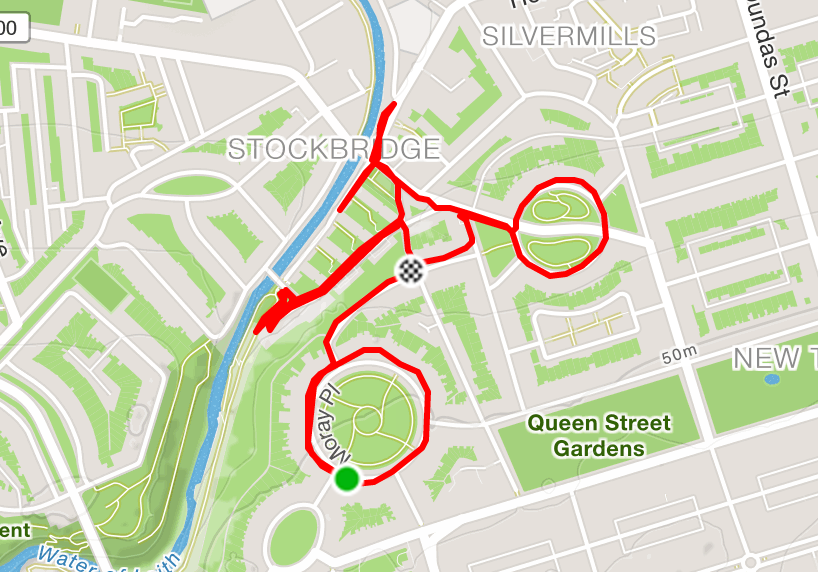 00
SILVERMILLS
undas St
STOCKBRIDGE
50m
NEW T
Moray Pl
Queen Street
Gardens
ent
Water of Leith